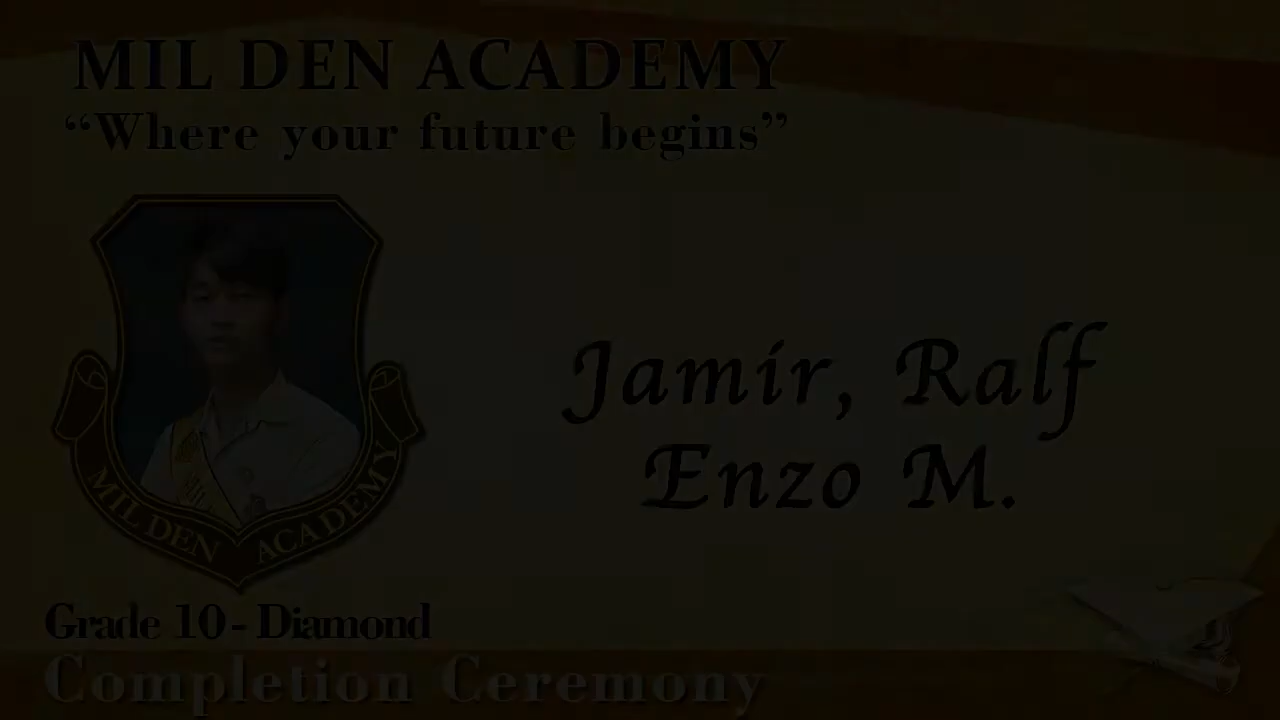 MIL DEN ACADEMY
“Where your future begins”
Jamir, Ralf
Enzo M.
MIL DEN ACADEMY
Grade 10 - Diamond
Completion Ceremony